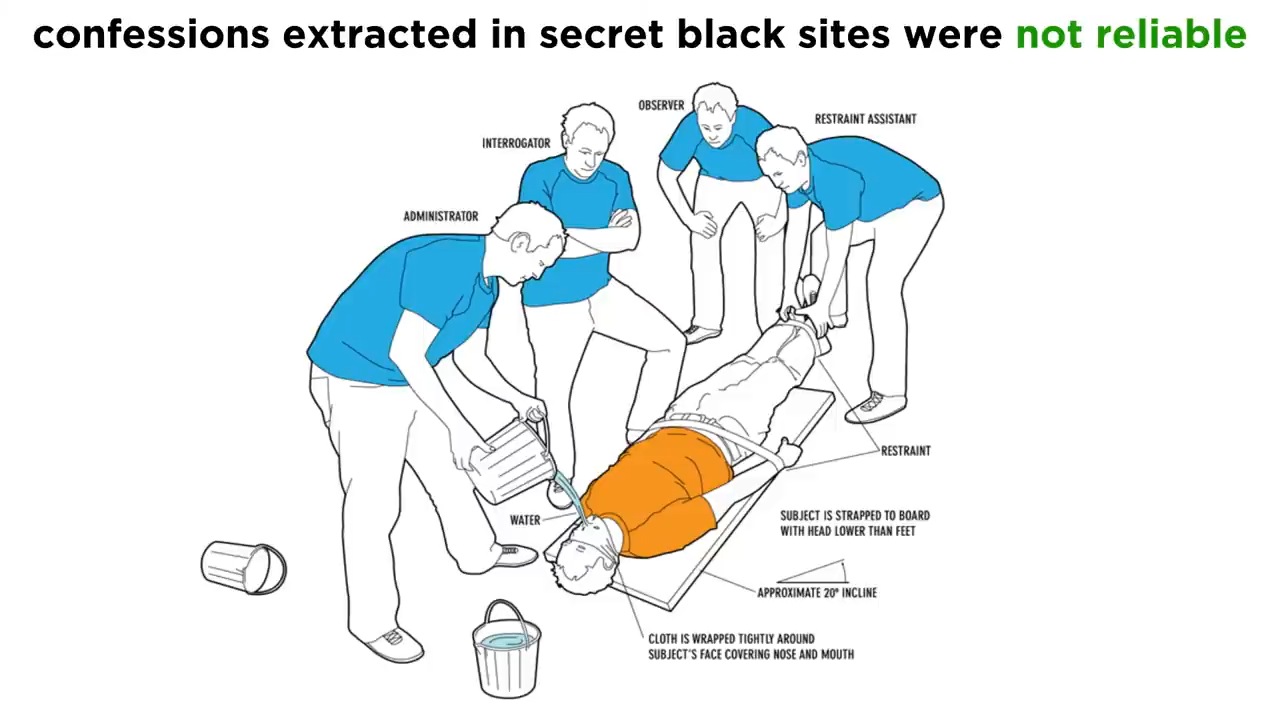 confessions extracted in secret black sites were not reliable
OBSERVER
RESTRAINT ASSISTANT
INTERROGATOR
ADMINISTRATOR
RESTRAINT
WATER
SUBJECT IS STRAPPED TO BOARD
WITH HEAD LOWER THAN FEET
APPROXIMATE 20° INCLINE
CLOTH IS WRAPPED TIGHTLY AROUND
SUBJECT'S FACE COVERING NOSE AND MOUTH